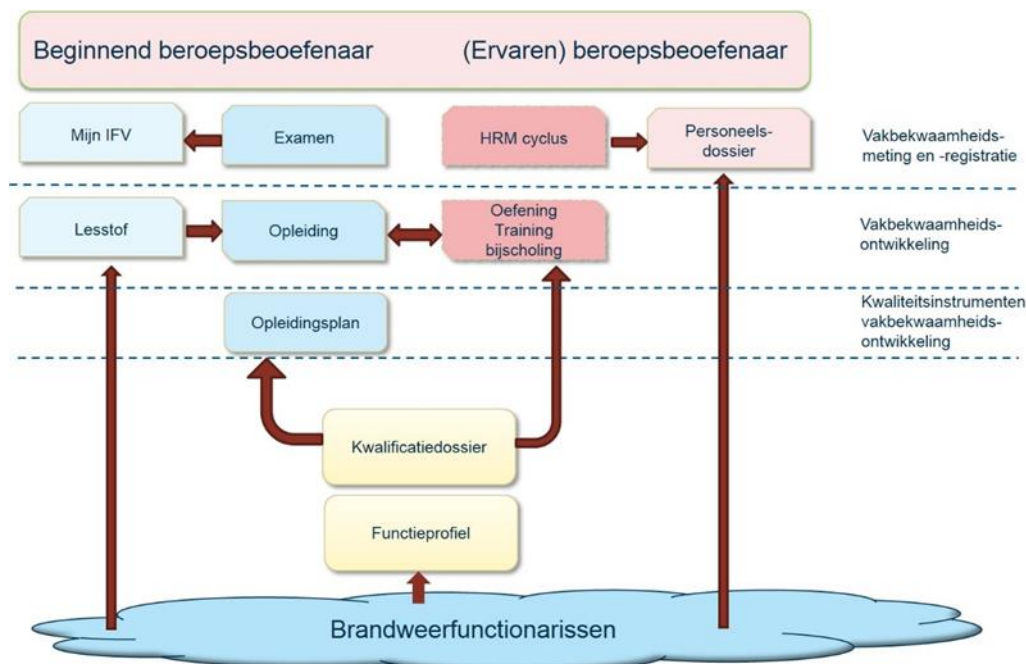 Beginnend beroepsbeoefenaar
(Ervaren) beroepsbeoefenaar
Mijn IFV
Examen
HRM cyclus
Personeels-
dossier
Vakbekwaamheids-
meting en -registratie
Lesstof
Opleiding
Oefening
Training
bijscholing
Vakbekwaamheids-
ontwikkeling
Opleidingsplan
Kwaliteitsinstrumenten
vakbekwaamheids-
ontwikkeling
Kwalificatiedossier
Functieprofiel
Brandweerfunctionarissen